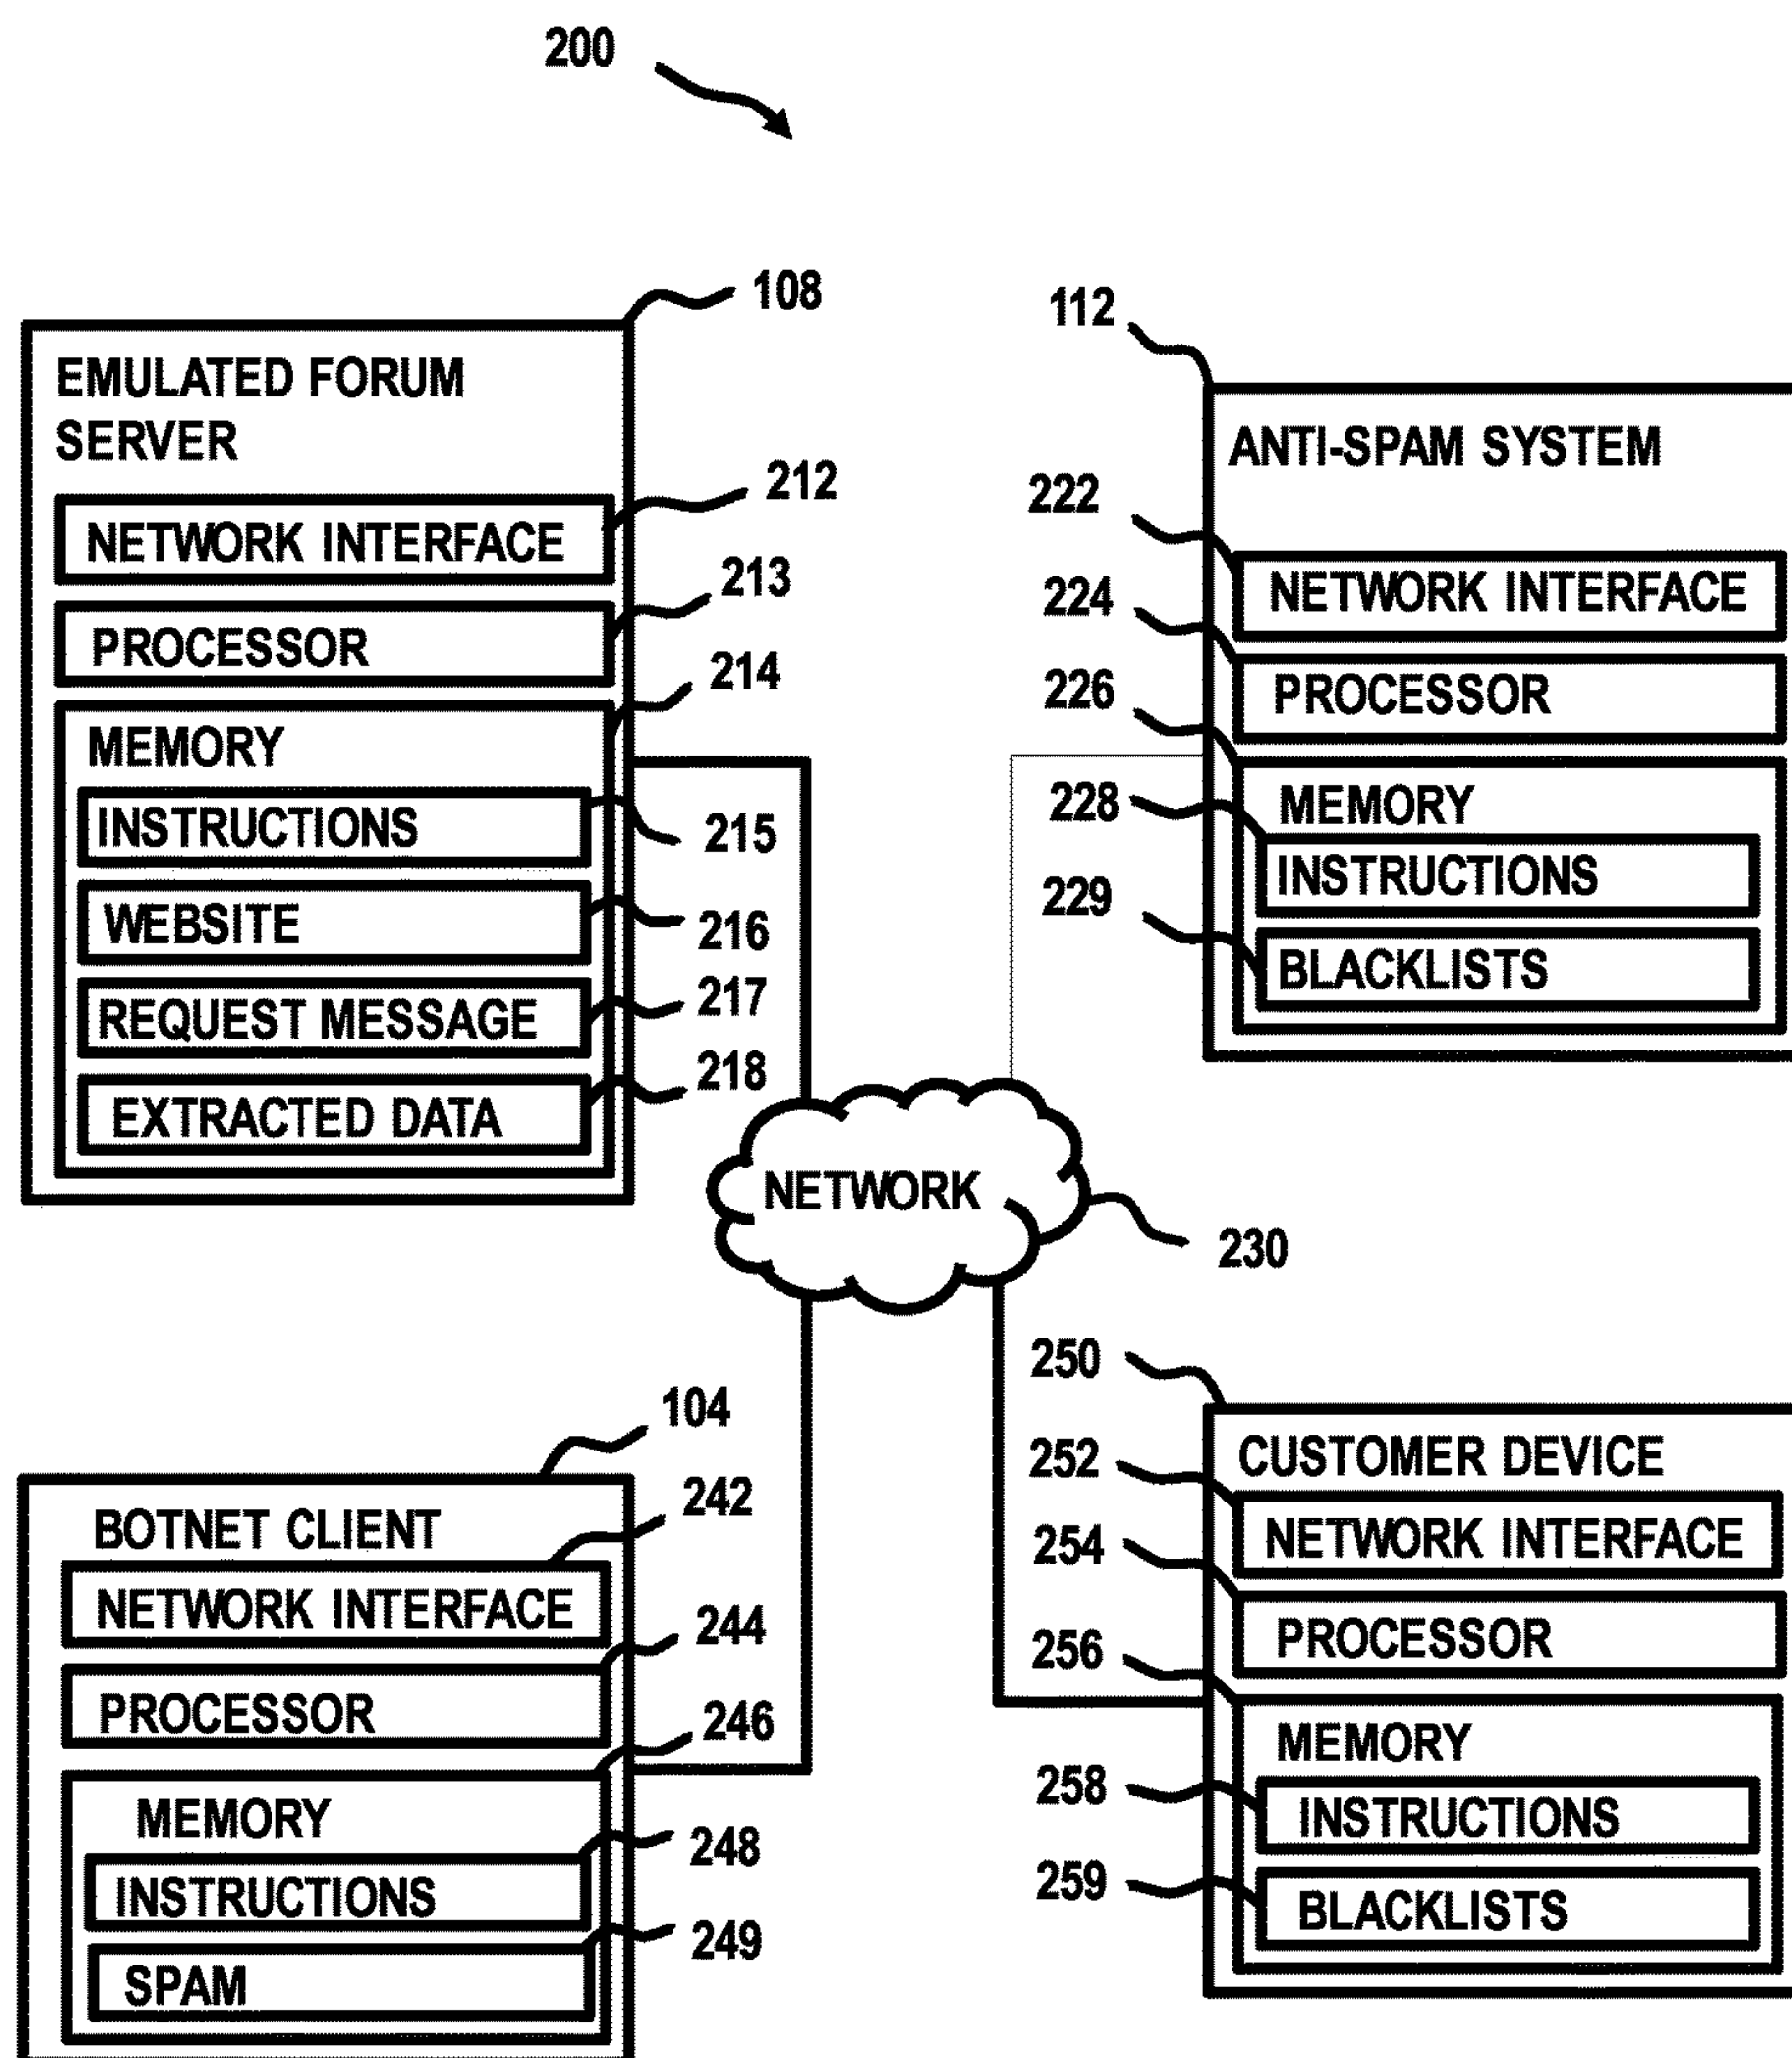 200
108
EMULATED FORUM
SERVER
212
NETWORK INTERFACE
213
PROCESSOR
214
MEMORY
INSTRUCTIONS
215
WEBSITE
216
REQUEST MESSAGE
217
EXTRACTED DATA
218
112
ANTI-SPAM SYSTEM
222
NETWORK INTERFACE
224
PROCESSOR
226
MEMORY
228
INSTRUCTIONS
229
BLACKLISTS
NETWORK
230
104
BOTNET CLIENT
242
NETWORK INTERFACE
244
PROCESSOR
246
MEMORY
248
INSTRUCTIONS
249
SPAM
250
CUSTOMER DEVICE
252
NETWORK INTERFACE
254
PROCESSOR
256
MEMORY
258
INSTRUCTIONS
259
BLACKLISTS